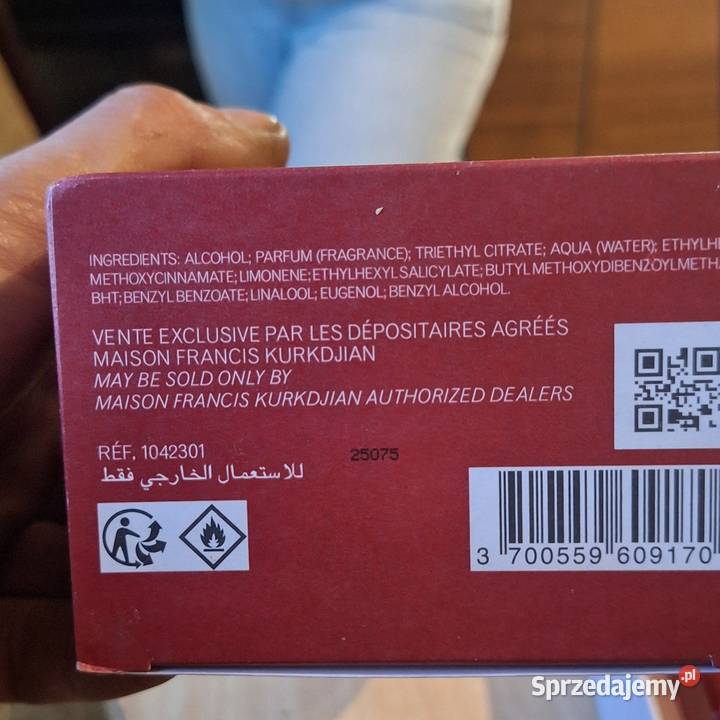 INGREDIENTS: ALCOHOL; PARFUM (FRAGRANCE); TRIETHYL CITRATE; AQUA (WATER); ETHYLHE
METHOXYCINNAMATE; LIMONENE; ETHYLHEXYL SALICYLATE; BUTYL METHOXYDIBENZOYLMETHA
BHT; BENZYL BENZOATE; LINALOOL; EUGENOL; BENZYL ALCOHOL.
VENTE EXCLUSIVE PAR LES DÉPOSITAIRES AGRÉÉS
MAISON FRANCIS KURKDJIAN
MAY BE SOLD ONLY BY
MAISON FRANCIS KURKDJIAN AUTHORIZED DEALERS
RÉF. 1042301
25075
للاستعمال الخارجي فقط
3 700559 609170
Sprzedajemy.pl